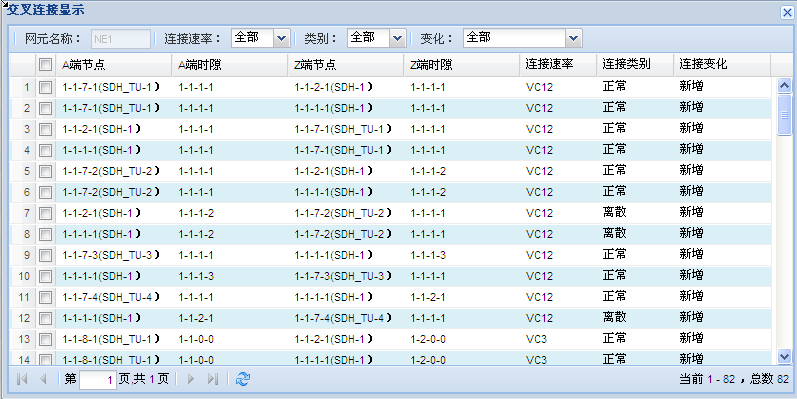 交叉连接显示
网元名称： NE1 连接速率： 全部 类别： 全部 变化： 全部
A端节点 A端时隙 Z端节点 Z端时隙 连接速率 连接类别 连接变化
1 1-1-7-1(SDH_TU-1) 1-1-1-1 1-1-2-1(SDH-1) 1-1-1-1 VC12 正常 新增
2 1-1-7-1(SDH_TU-1) 1-1-1-1 1-1-1-1(SDH-1) 1-1-1-1 VC12 正常 新增
3 1-1-2-1(SDH-1) 1-1-1-1 1-1-7-1(SDH_TU-1) 1-1-1-1 VC12 正常 新增
4 1-1-1-1(SDH-1) 1-1-1-1 1-1-7-1(SDH_TU-1) 1-1-1-1 VC12 正常 新增
5 1-1-7-2(SDH_TU-2) 1-1-1-1 1-1-2-1(SDH-1) 1-1-1-2 VC12 正常 新增
6 1-1-7-2(SDH_TU-2) 1-1-1-1 1-1-1-1(SDH-1) 1-1-1-2 VC12 正常 新增
7 1-1-2-1(SDH-1) 1-1-1-2 1-1-7-2(SDH_TU-2) 1-1-1-1 VC12 离散 新增
8 1-1-1-1(SDH-1) 1-1-1-2 1-1-7-2(SDH_TU-2) 1-1-1-1 VC12 离散 新增
9 1-1-7-3(SDH_TU-3) 1-1-1-1 1-1-1-1(SDH-1) 1-1-1-3 VC12 正常 新增
10 1-1-1-1(SDH-1) 1-1-1-3 1-1-7-3(SDH_TU-3) 1-1-1-1 VC12 正常 新增
11 1-1-7-4(SDH_TU-4) 1-1-1-1 1-1-1-1(SDH-1) 1-1-2-1 VC12 正常 新增
12 1-1-1-1(SDH-1) 1-1-2-1 1-1-7-4(SDH_TU-4) 1-1-1-1 VC12 离散 新增
13 1-1-8-1(SDH_TU-1) 1-1-0-0 1-1-2-1(SDH-1) 1-2-0-0 VC3 正常 新增
14 1-1-8-1(SDH_TU-1) 1-1-0-0 1-1-1-1(SDH-1) 1-2-0-0 VC3 正常 新增
第 1 页,共 1 页 当前 1 - 82 ，总数 82